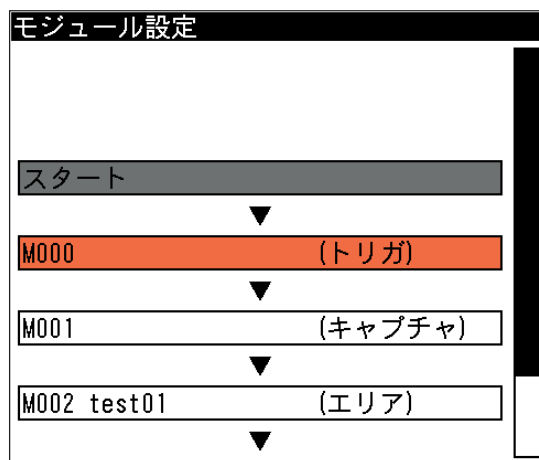 モジュール設定
スタート
▼
M000 (トリガ)
▼
M001 (キャプチャ)
▼
M002 test01 (エリア)
▼